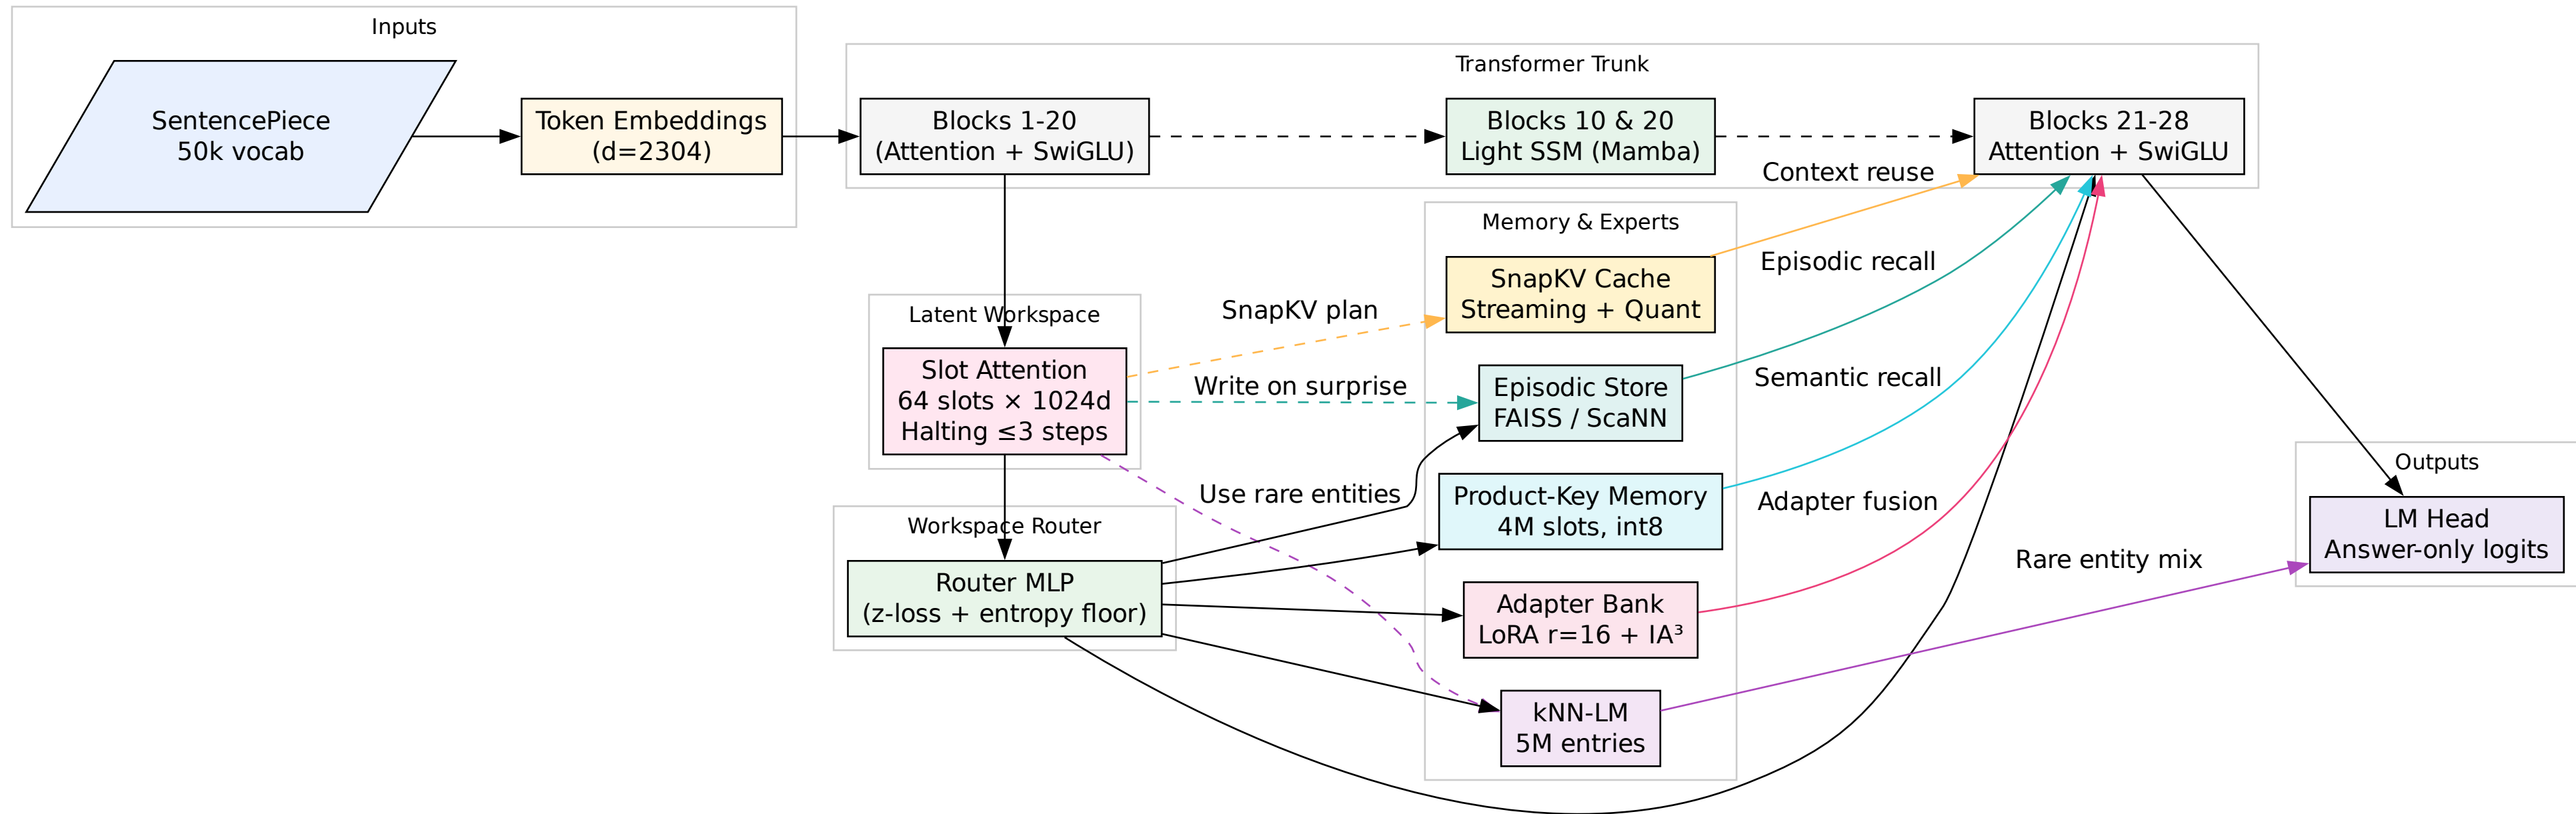 Inputs
SentencePiece
50k vocab
Token Embeddings
(d=2304)
Transformer Trunk
Blocks 1-20
(Attention + SwiGLU)
Blocks 10 & 20
Light SSM (Mamba)
Blocks 21-28
Attention + SwiGLU
Latent Workspace
Slot Attention
64 slots × 1024d
Halting ≤3 steps
Workspace Router
Router MLP
(z-loss + entropy floor)
SnapKV plan
Write on surprise
Use rare entities
Memory & Experts
SnapKV Cache
Streaming + Quant
Episodic Store
FAISS / ScaNN
Product-Key Memory
4M slots, int8
Adapter Bank
LoRA r=16 + IA³
kNN-LM
5M entries
Context reuse
Episodic recall
Semantic recall
Adapter fusion
Rare entity mix
Outputs
LM Head
Answer-only logits